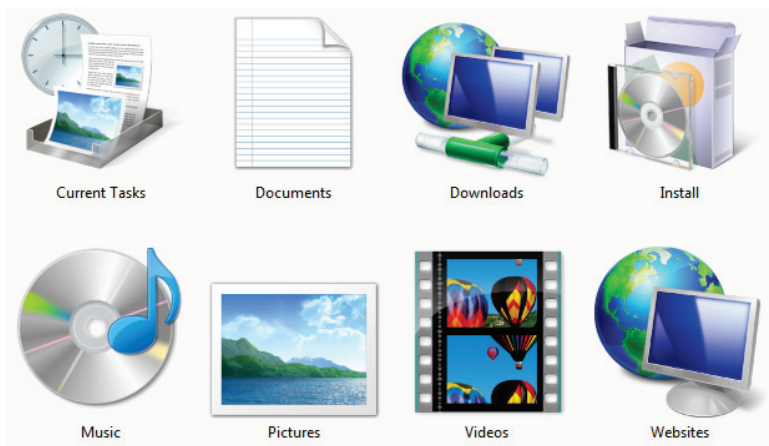 Current Tasks
Documents
Downloads
Install
Music
Pictures
Videos
Websites